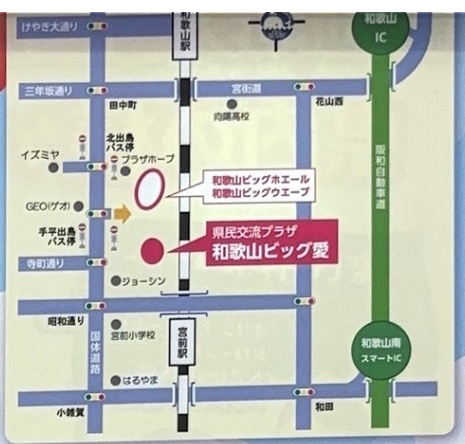 けやき大通り
和歌山駅
和歌山
IC
三年坂通り
宮街道
田中町
花山西
向陽高校
北出島
バス停
プラザホープ
イズミヤ
和歌山ビッグホエール
和歌山ビッグウエーブ
阪和自動車道
GEO(ゲオ)
手平出島
バス停
県民交流プラザ
和歌山ビッグ愛
寺町通り
ジョーシン
昭和通り
宮前小学校
宮前駅
国体道路
和歌山南
スマートIC
はるやま
小雑賀
和田